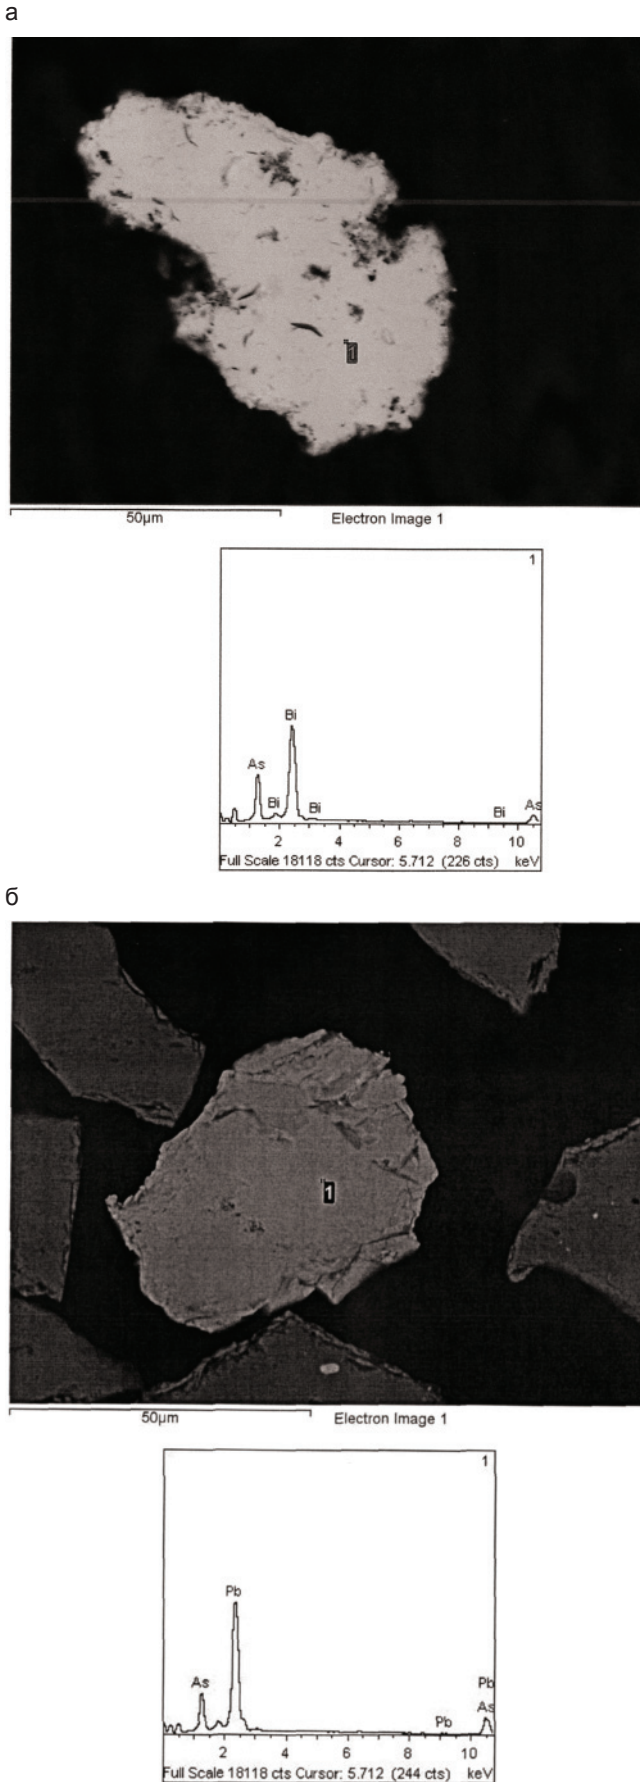 а
1
50µm Electron Image 1
1
Bi
As
Bi Bi Bi As
2 4 6 8 10
Full Scale 18118 cts Cursor: 5.712 (226 cts) keV
б
1
50µm Electron Image 1
1
Pb
As Pb
Pb As
2 4 6 8 10
Full Scale 18118 cts Cursor: 5.712 (244 cts) keV